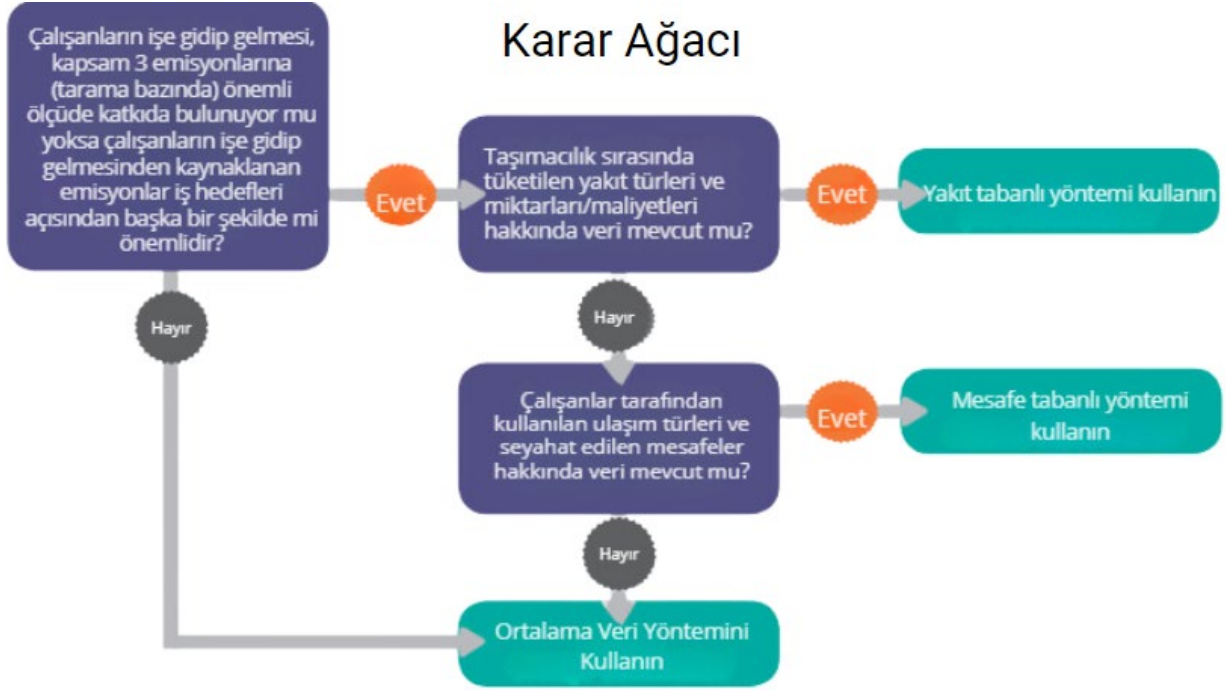 Karar Ağacı
Çalışanların işe gidip gelmesi,
kapsam 3 emisyonlarına
(tarama bazında) önemli
ölçüde katkıda bulunuyor mu
yoksa çalışanların işe gidip
gelmesinden kaynaklanan
emisyonlar iş hedefleri
açısından başka bir şekilde mi
önemlidir?
Evet
Taşımacılık sırasında
tüketilen yakıt türleri ve
miktarları/maliyetleri
hakkında veri mevcut mu?
Evet
Yakıt tabanlı yöntemi kullanın
Hayır
Hayır
Çalışanlar tarafından
kullanılan ulaşım türleri ve
seyahat edilen mesafeler
hakkında veri mevcut mu?
Evet
Mesafe tabanlı yöntemi
kullanın
Hayır
Ortalama Veri Yöntemini
Kullanın